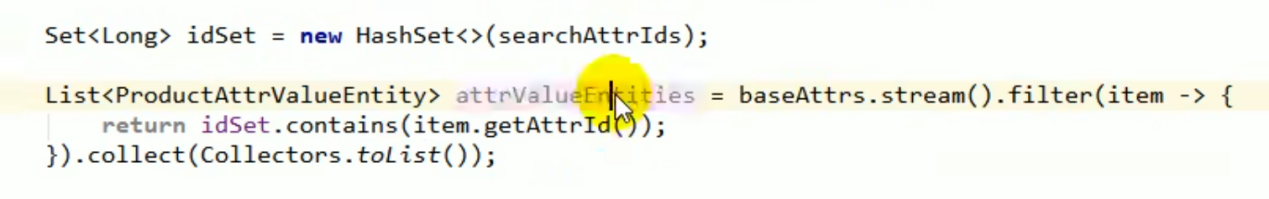 Set<Long> idSet = new HashSet<>(searchAttrIds);
List<ProductAttrValueEntity> attrValueEntities = baseAttrs.stream().filter(item -> {
return idSet.contains(item.getAttrId());
}).collect(Collectors.toList());